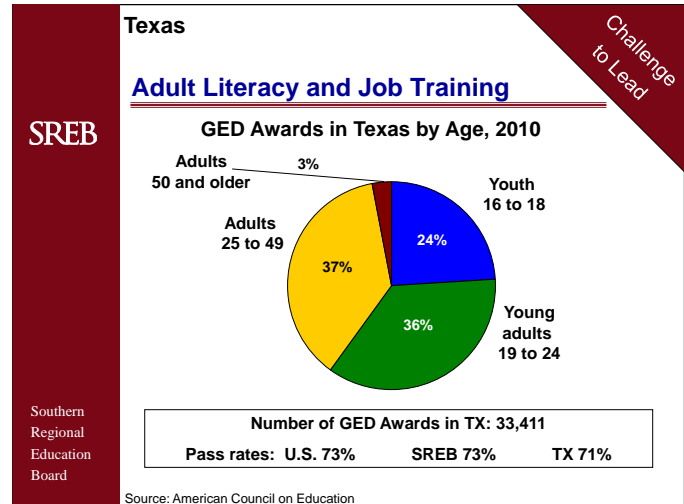 Texas
Challenge
to Lead
Adult Literacy and Job Training
SREB
GED Awards in Texas by Age, 2010
Adults
50 and older
3%
Youth
16 to 18
Adults
25 to 49
24%
37%
36%
Young
adults
19 to 24
Southern
Regional
Education
Board
Number of GED Awards in TX: 33,411
Pass rates: U.S. 73% SREB 73% TX 71%
Source: American Council on Education